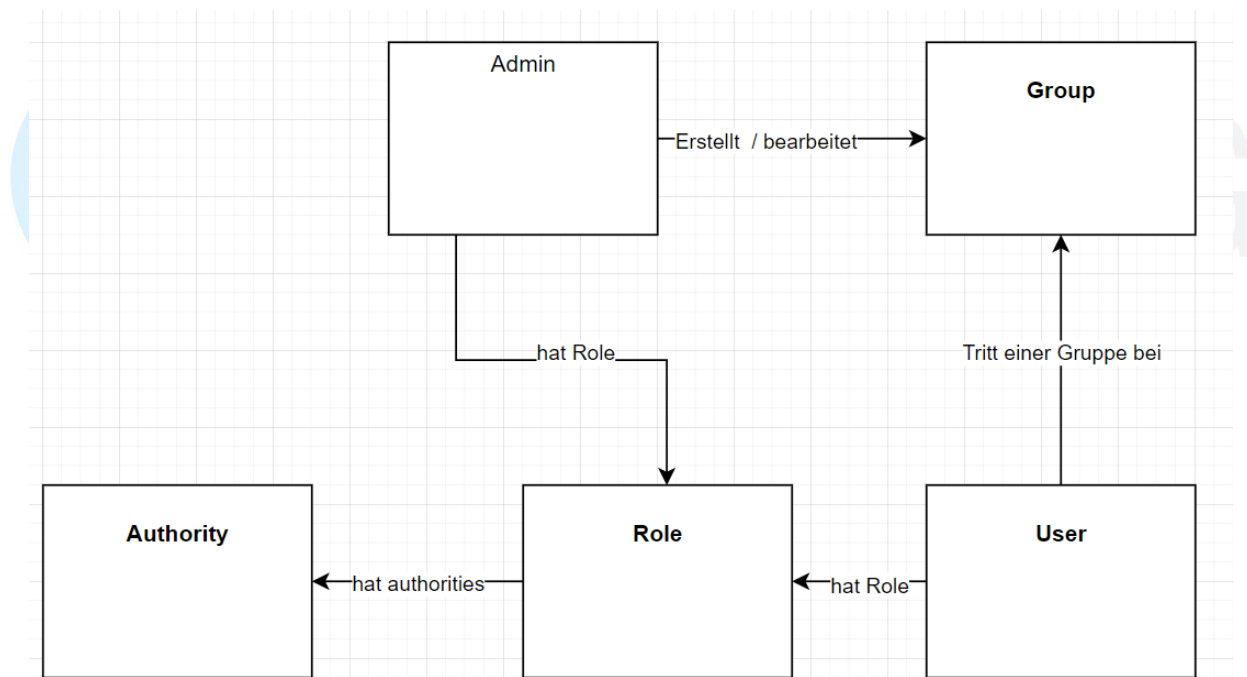 Admin
Group
Erstellt  / bearbeitet
hat Role
Tritt einer Gruppe bei
Authority
Role
User
hat authorities
hat Role